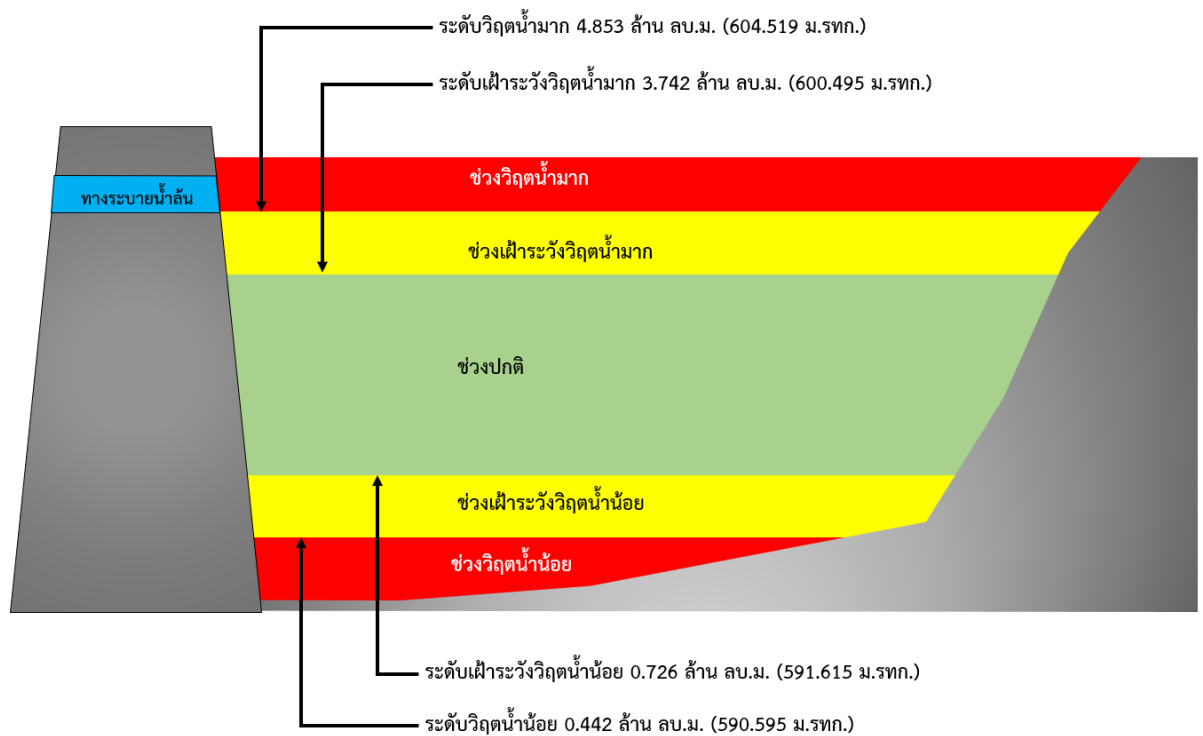 ระดับวิฤตน้ำมาก 4.853 ล้าน ลบ.ม. (604.519 ม.รทก.)
ระดับเฝ้าระวังวิฤตน้ำมาก 3.742 ล้าน ลบ.ม. (600.495 ม.รทก.)
ช่วงวิฤตน้ำมาก
ทางระบายน้ำล้น
ช่วงเฝ้าระวังวิฤตน้ำมาก
ช่วงปกติ
ช่วงเฝ้าระวังวิฤตน้ำน้อย
ช่วงวิฤตน้ำน้อย
ระดับเฝ้าระวังวิฤตน้ำน้อย 0.726 ล้าน ลบ.ม. (591.615 ม.รทก.)
ระดับวิฤตน้ำน้อย 0.442 ล้าน ลบ.ม. (590.595 ม.รทก.)